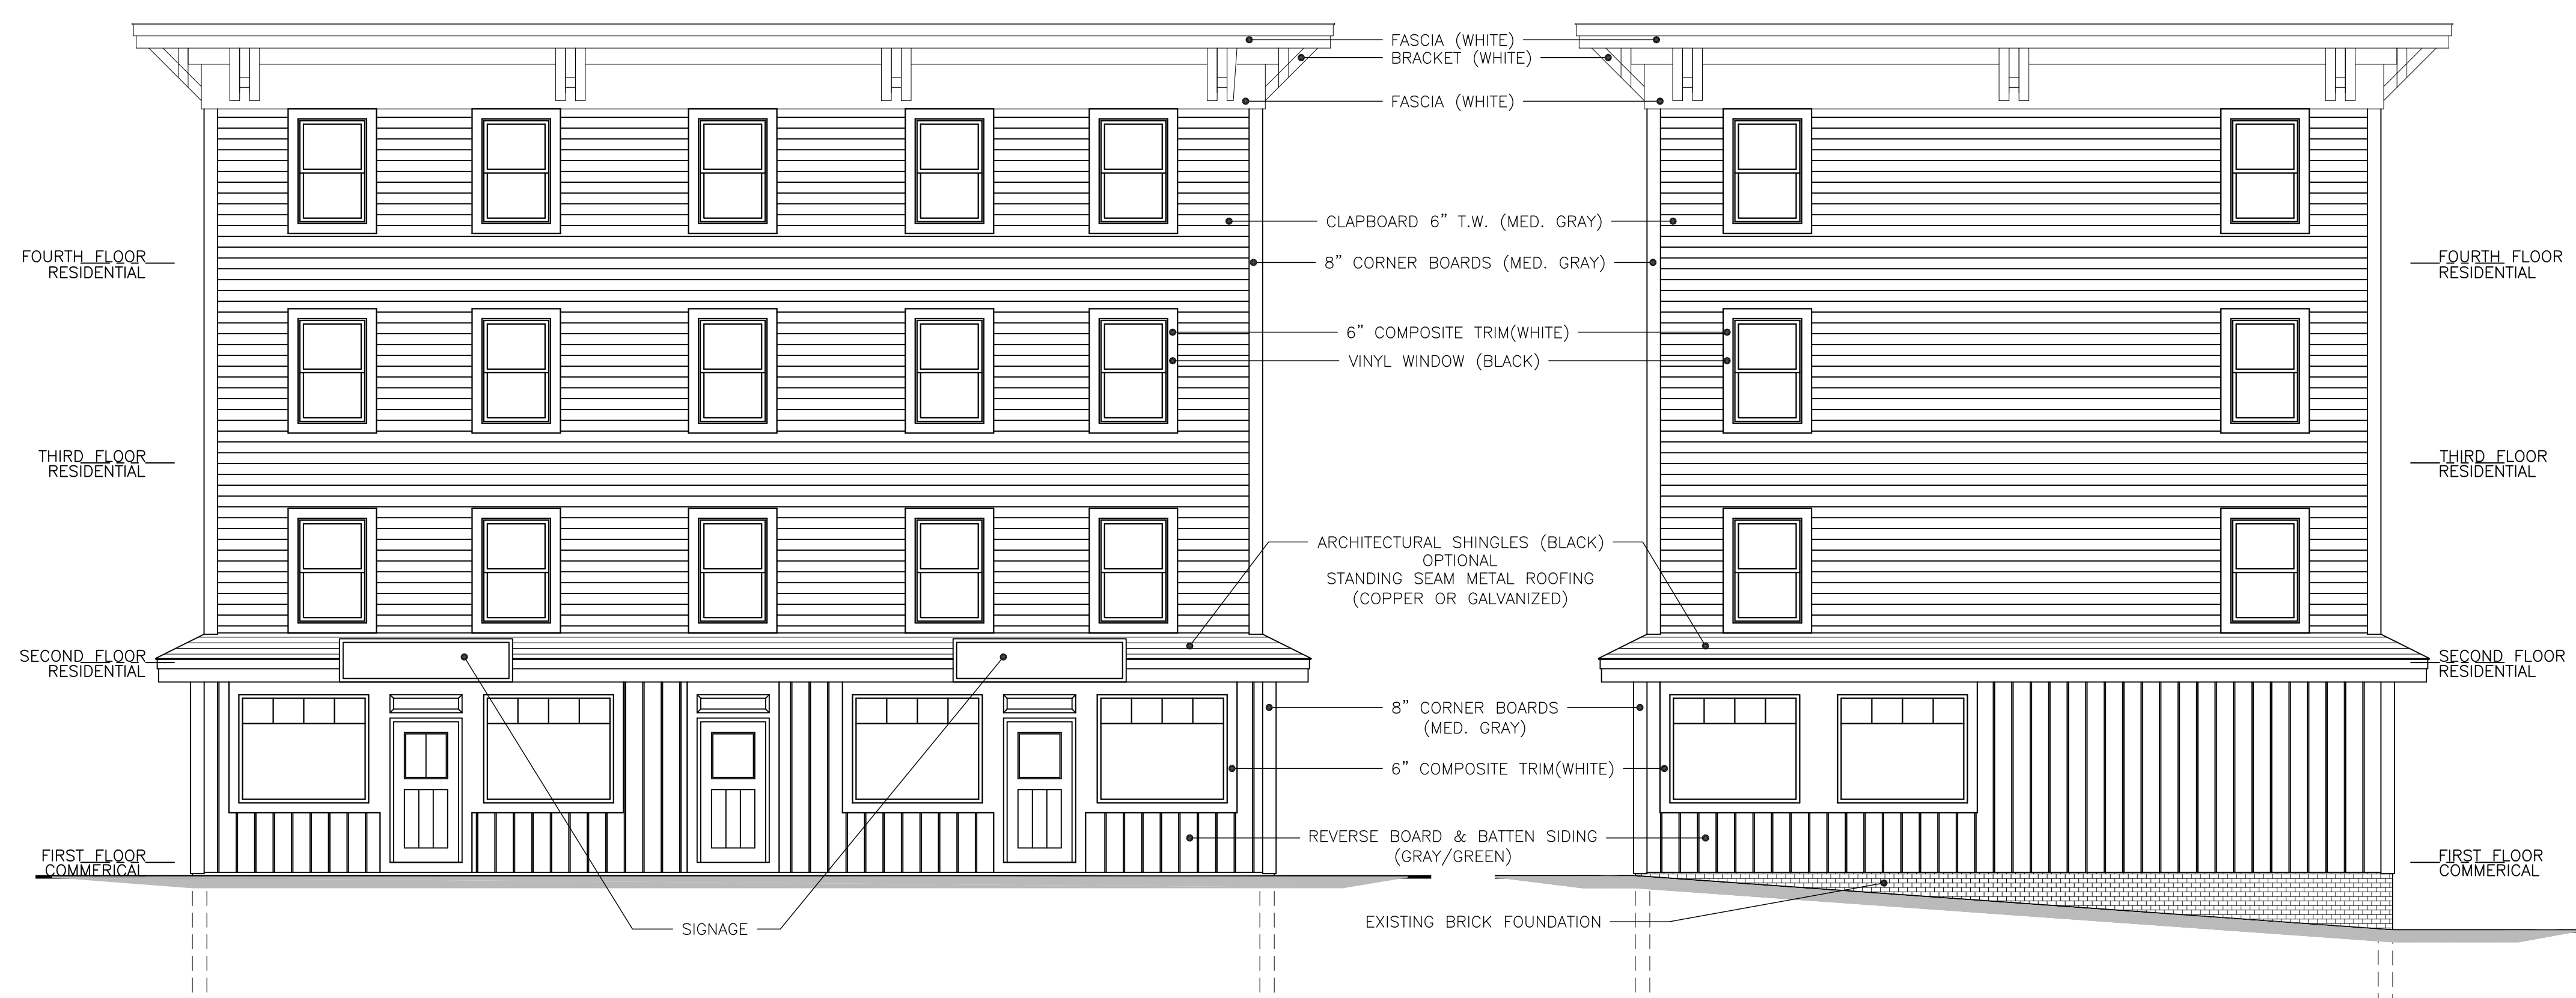 FASCIA (WHITE)
BRACKET (WHITE)
FASCIA (WHITE)
CLAPBOARD 6" T.W. (MED. GRAY)
FOURTH FLOOR
RESIDENTIAL
8" CORNER BOARDS (MED. GRAY)
FOURTH FLOOR
RESIDENTIAL
6" COMPOSITE TRIM(WHITE)
VINYL WINDOW (BLACK)
THIRD FLOOR
RESIDENTIAL
THIRD FLOOR
RESIDENTIAL
ARCHITECTURAL SHINGLES (BLACK)
OPTIONAL
STANDING SEAM METAL ROOFING
(COPPER OR GALVANIZED)
SECOND FLOOR
RESIDENTIAL
SECOND FLOOR
RESIDENTIAL
8" CORNER BOARDS
(MED. GRAY)
6" COMPOSITE TRIM(WHITE)
REVERSE BOARD & BATTEN SIDING
(GRAY/GREEN)
FIRST FLOOR
COMMERICAL
FIRST FLOOR
COMMERICAL
EXISTING BRICK FOUNDATION
SIGNAGE